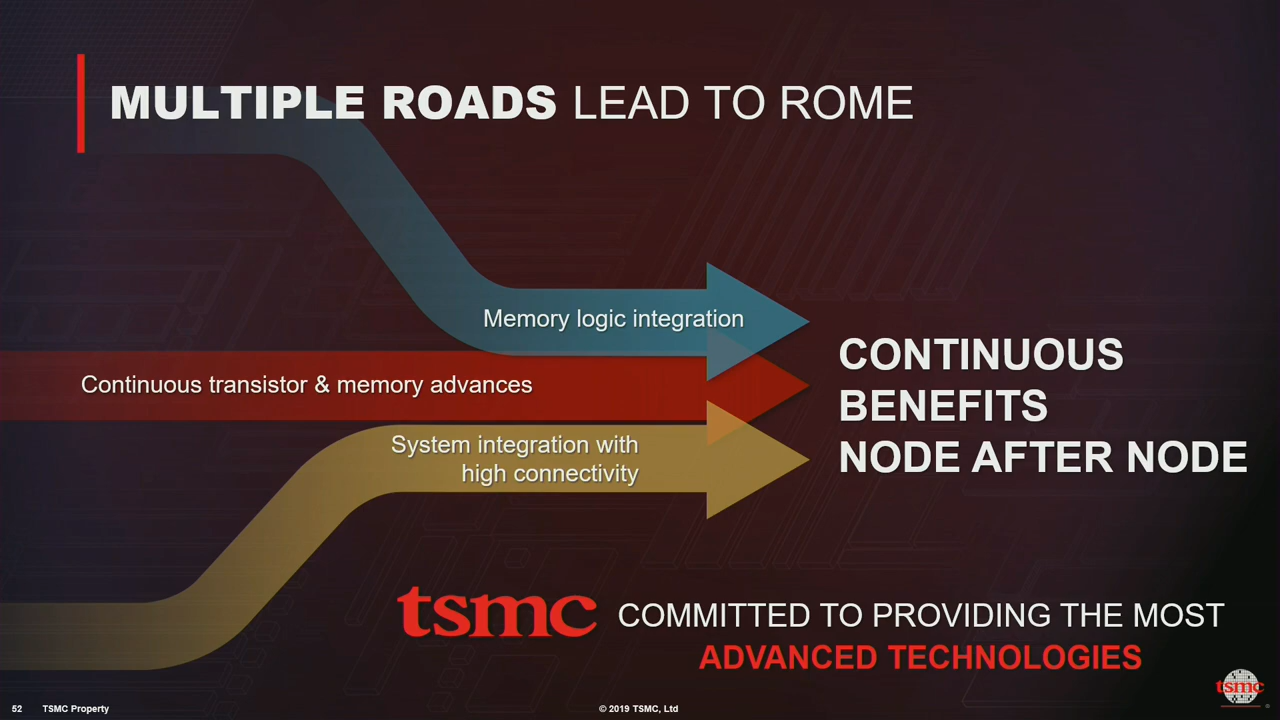 MULTIPLE ROADS LEAD TO ROME
Memory logic integration
Continuous transistor & memory advances
System integration with
high connectivity
CONTINUOUS
BENEFITS
NODE AFTER NODE
tsmc COMMITTED TO PROVIDING THE MOST
ADVANCED TECHNOLOGIES
tsmc
52 TSMC Property © 2019 TSMC, Ltd